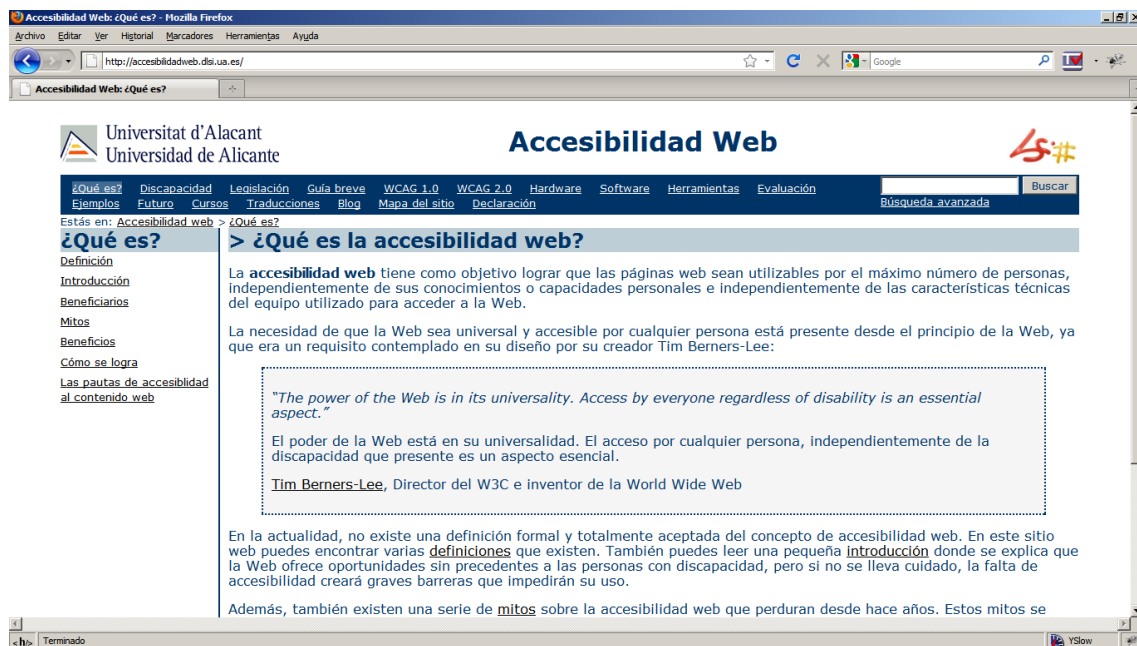 Accesibilidad Web: ¿Qué es? - Mozilla Firefox
Archivo Editar Ver Historial Marcadores Herramientas Ayuda
http://accesibilidadweb.dlsi.ua.es/ Google
Accesibilidad Web: ¿Qué es?
Universitat d'Alacant
Universidad de Alicante
Accesibilidad Web
¿Qué es? Discapacidad Legislación Guía breve WCAG 1.0 WCAG 2.0 Hardware Software Herramientas Evaluación Buscar
Ejemplos Futuro Cursos Traducciones Blog Mapa del sitio Declaración Búsqueda avanzada
Estás en: Accesibilidad web > ¿Qué es?
¿Qué es?
Definición
Introducción
Beneficiarios
Mitos
Beneficios
Cómo se logra
Las pautas de accesiblidad
al contenido web
> ¿Qué es la accesibilidad web?
La accesibilidad web tiene como objetivo lograr que las páginas web sean utilizables por el máximo número de personas,
independientemente de sus conocimientos o capacidades personales e independientemente de las características técnicas
del equipo utilizado para acceder a la Web.
La necesidad de que la Web sea universal y accesible por cualquier persona está presente desde el principio de la Web, ya
que era un requisito contemplado en su diseño por su creador Tim Berners-Lee:
"The power of the Web is in its universality. Access by everyone regardless of disability is an essential
aspect."
El poder de la Web está en su universalidad. El acceso por cualquier persona, independientemente de la
discapacidad que presente es un aspecto esencial.
Tim Berners-Lee, Director del W3C e inventor de la World Wide Web
En la actualidad, no existe una definición formal y totalmente aceptada del concepto de accesibilidad web. En este sitio
web puedes encontrar varias definiciones que existen. También puedes leer una pequeña introducción donde se explica que
la Web ofrece oportunidades sin precedentes a las personas con discapacidad, pero si no se lleva cuidado, la falta de
accesibilidad creará graves barreras que impedirán su uso.
Además, también existen una serie de mitos sobre la accesibilidad web que perduran desde hace años. Estos mitos se
<h/> Terminado YSlow